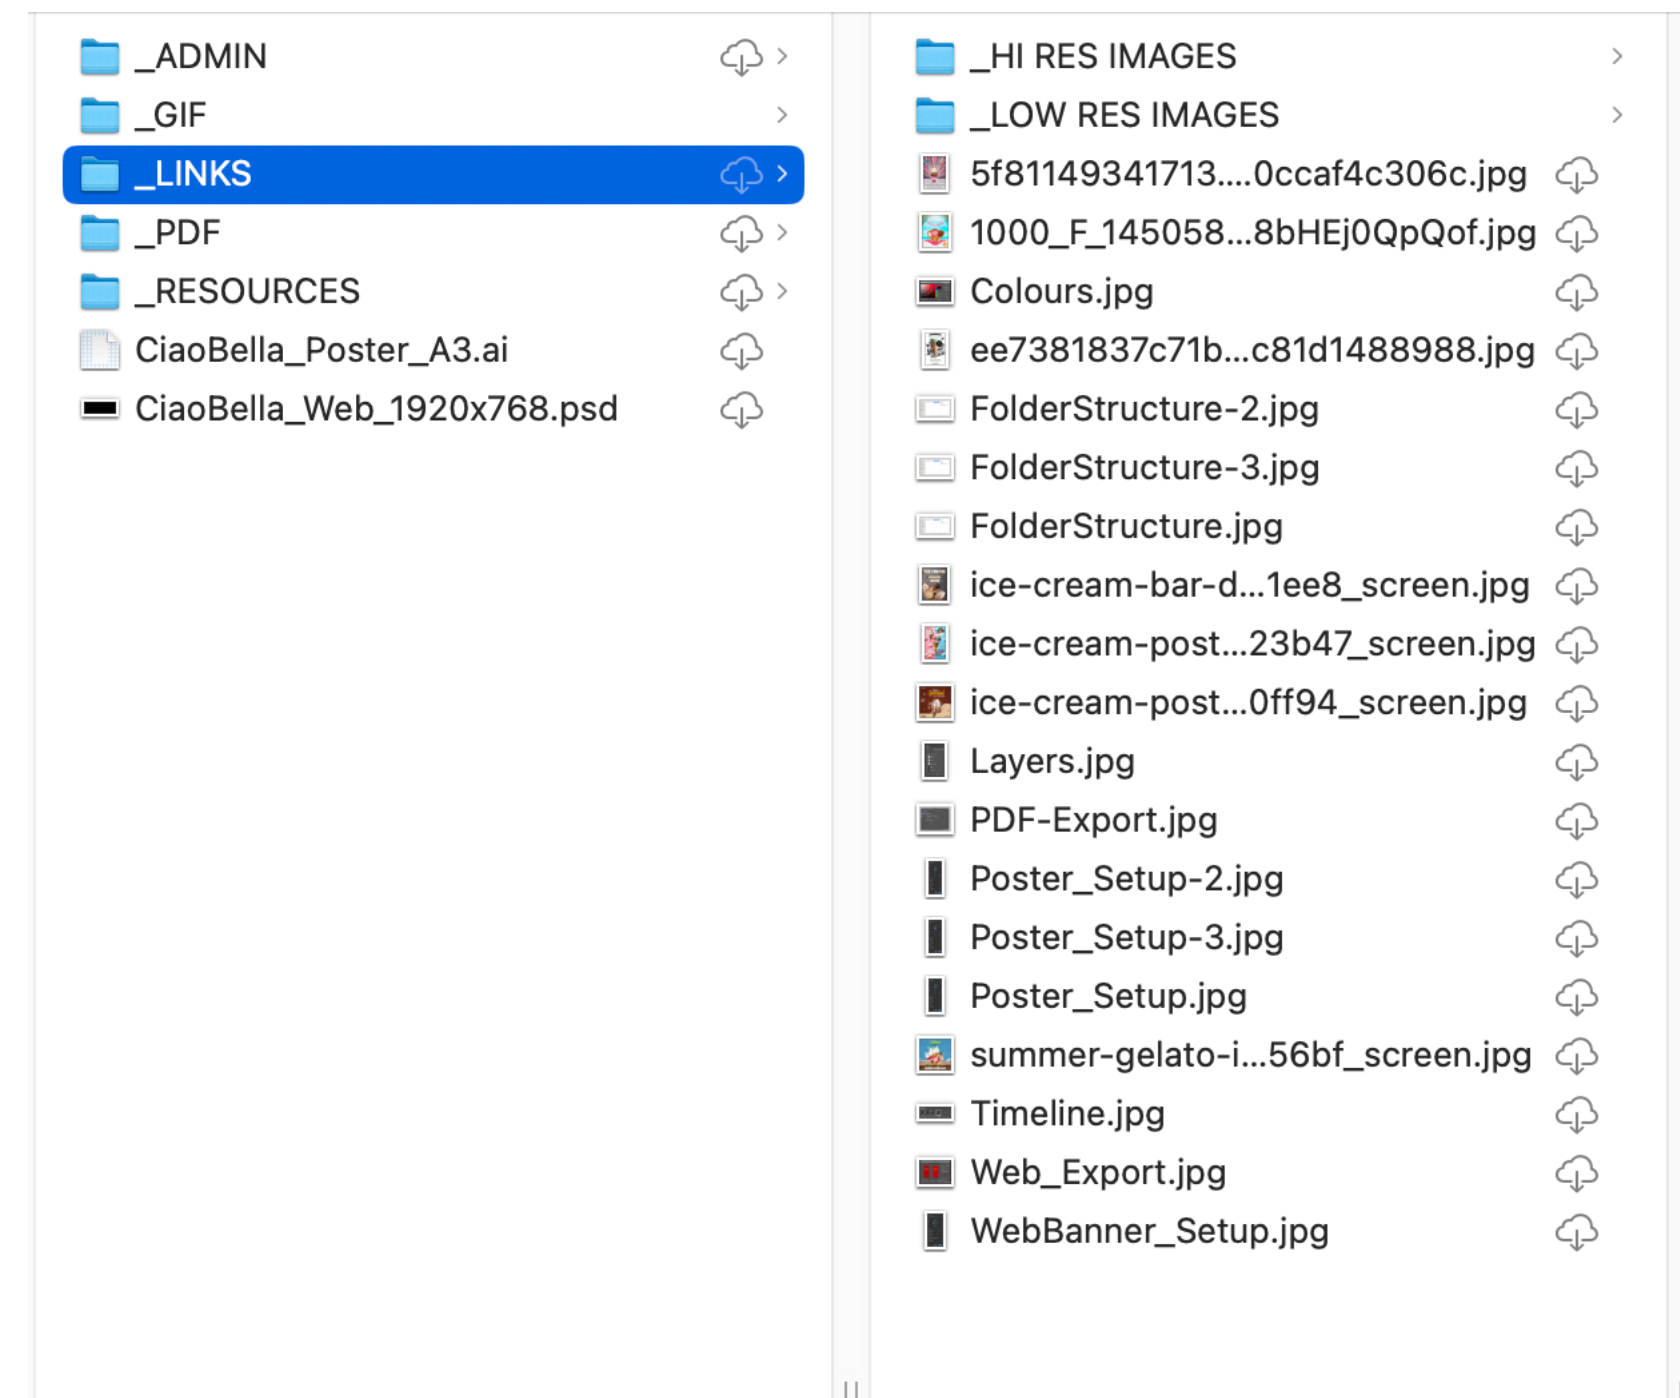 _ADMIN
_GIF
_LINKS
_PDF
_RESOURCES
CiaoBella_Poster_A3.ai
CiaoBella_Web_1920x768.psd
_HI RES IMAGES
_LOW RES IMAGES
5f81149341713....0ccaf4c306c.jpg
1000_F_145058...8bHEj0QpQof.jpg
Colours.jpg
ee7381837c71b...c81d1488988.jpg
FolderStructure-2.jpg
FolderStructure-3.jpg
FolderStructure.jpg
ice-cream-bar-d...1ee8_screen.jpg
ice-cream-post...23b47_screen.jpg
ice-cream-post...0ff94_screen.jpg
Layers.jpg
PDF-Export.jpg
Poster_Setup-2.jpg
Poster_Setup-3.jpg
Poster_Setup.jpg
summer-gelato-i...56bf_screen.jpg
Timeline.jpg
Web_Export.jpg
WebBanner_Setup.jpg